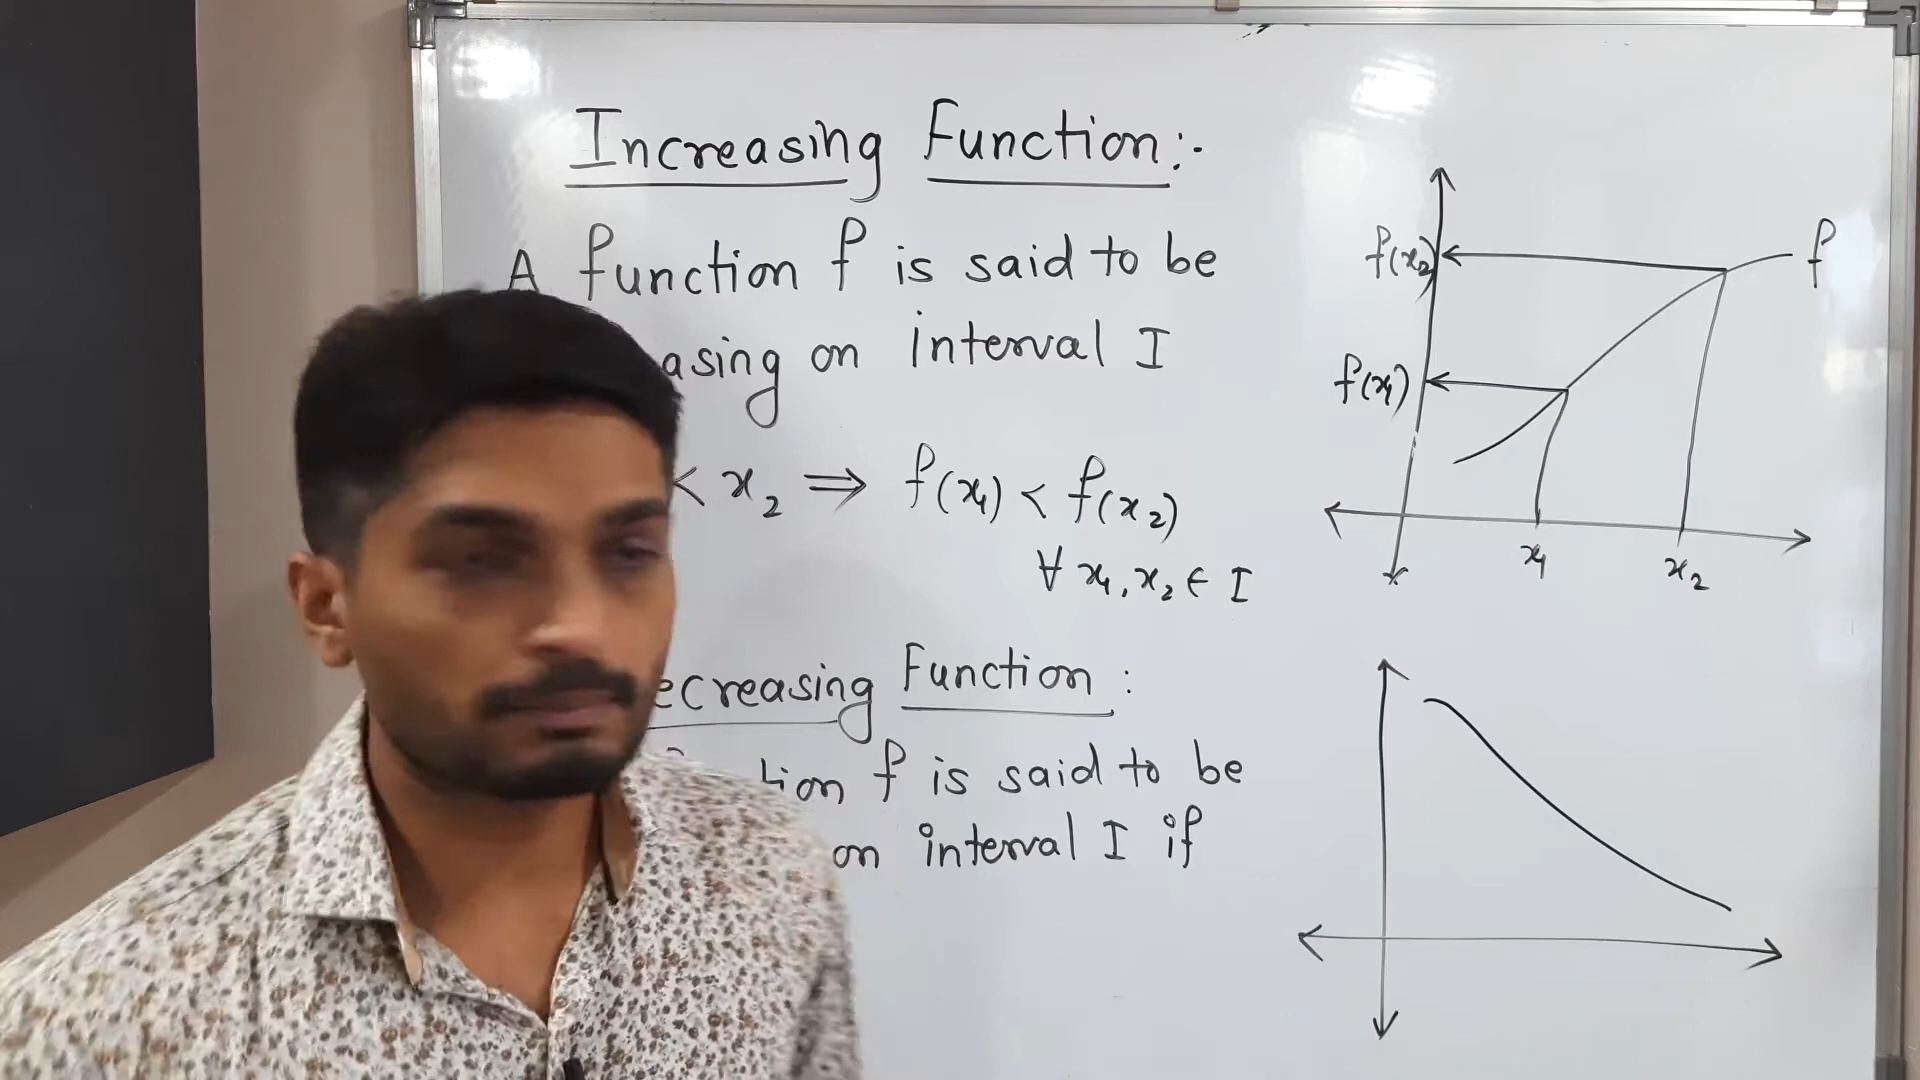 Increasing Function:-
A function f is said to be
asing on interval I
< x₂ ⇒ f(x₁) < f(x₂)
∀ x₁, x₂ ∈ I
ecreasing Function :
tion f is said to be
on interval I if
f(x₂)
f
f(x₁)
x₁
x₂